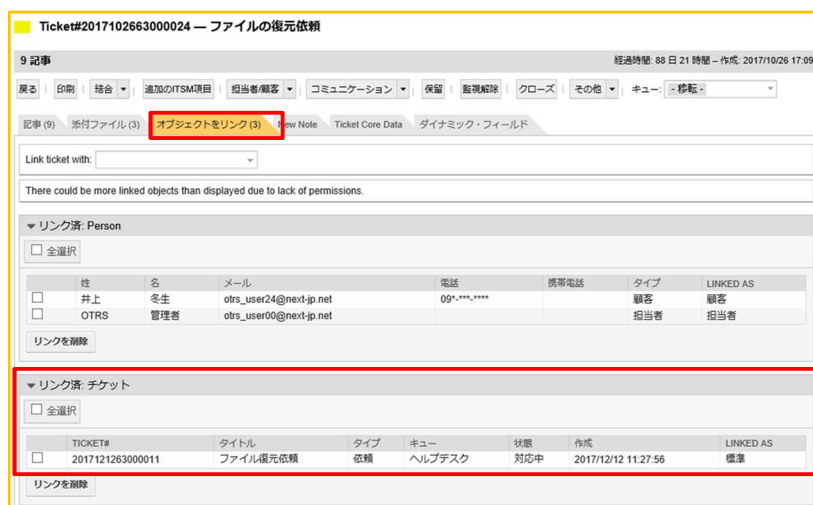 Ticket#2017102663000024 — ファイルの復元依頼
9 記事 経過時間: 88 日 21 時間 – 作成: 2017/10/26 17:09
戻る 印刷 結合 追加のITSM項目 担当者/顧客 コミュニケーション 保留 監視解除 クローズ その他 キュー: - 移転 -
記事 (9) 添付ファイル (3) オブジェクトをリンク (3) New Note Ticket Core Data ダイナミック・フィールド
Link ticket with:
There could be more linked objects than displayed due to lack of permissions.
リンク済: Person
全選択
姓 名 メール 電話 携帯電話 タイプ LINKED AS
井上 冬生 otrs_user24@next-jp.net 09*-***-**** 顧客 顧客
OTRS 管理者 otrs_user00@next-jp.net 担当者 担当者
リンクを削除
リンク済: チケット
全選択
TICKET# タイトル タイプ キュー 状態 作成 LINKED AS
2017121263000011 ファイル復元依頼 依頼 ヘルプデスク 対応中 2017/12/12 11:27:56 標準
リンクを削除